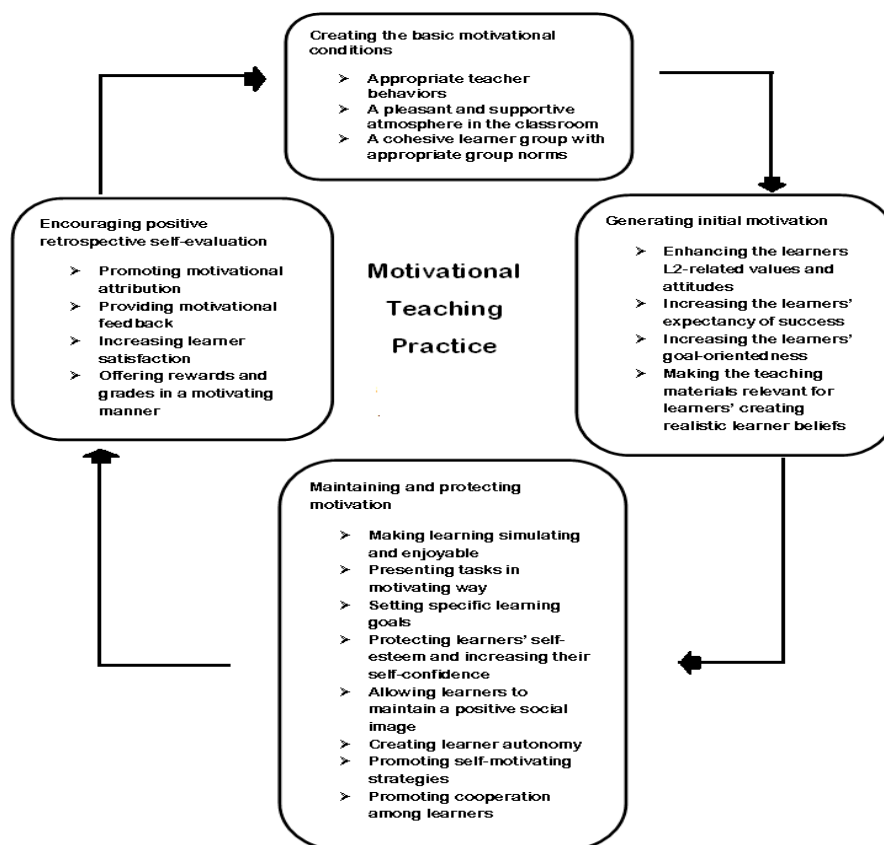 Creating the basic motivational
conditions
➢ Appropriate teacher
behaviors
➢ A pleasant and supportive
atmosphere in the classroom
➢ A cohesive learner group with
appropriate group norms
Generating initial motivation
➢ Enhancing the learners
L2-related values and
attitudes
➢ Increasing the learners'
expectancy of success
➢ Increasing the learners'
goal-orientedness
➢ Making the teaching
materials relevant for
learners' creating
realistic learner beliefs
Maintaining and protecting
motivation
➢ Making learning simulating
and enjoyable
➢ Presenting tasks in
motivating way
➢ Setting specific learning
goals
➢ Protecting learners' self-
esteem and increasing their
self-confidence
➢ Allowing learners to
maintain a positive social
image
➢ Creating learner autonomy
➢ Promoting self-motivating
strategies
➢ Promoting cooperation
among learners
Encouraging positive
retrospective self-evaluation
➢ Promoting motivational
attribution
➢ Providing motivational
feedback
➢ Increasing learner
satisfaction
➢ Offering rewards and
grades in a motivating
manner
Motivational
Teaching
Practice